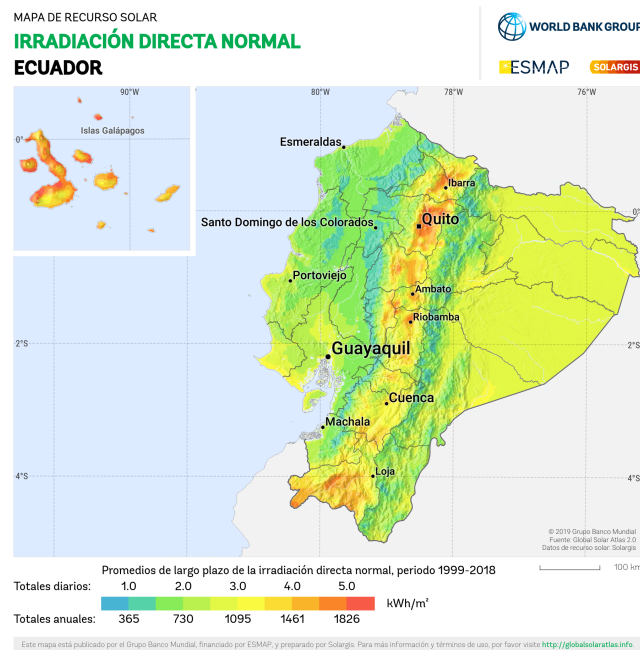 MAPA DE RECURSO SOLAR
IRRADIACIÓN DIRECTA NORMAL
ECUADOR
WORLD BANK GROUP
ESMAP
SOLARGIS
90°W
80°W
78°W
76°W
Islas Galápagos
0°
Esmeraldas
Ibarra
Santo Domingo de los Colorados
Quito
0°
Portoviejo
Ambato
Riobamba
2°S
Guayaquil
2°S
Cuenca
Machala
4°S
Loja
4°S
© 2019 Grupo Banco Mundial
Fuente: Global Solar Atlas 2.0
Datos de recurso solar: Solargis
Promedios de largo plazo de la irradiación directa normal, periodo 1999-2018
100 km
Totales diarios: 1.0 2.0 3.0 4.0 5.0
kWh/m²
Totales anuales: 365 730 1095 1461 1826
Este mapa está publicado por el Grupo Banco Mundial, financiado por ESMAP, y preparado por Solargis. Para más información y términos de uso, por favor visite http://globalsolaratlas.info.